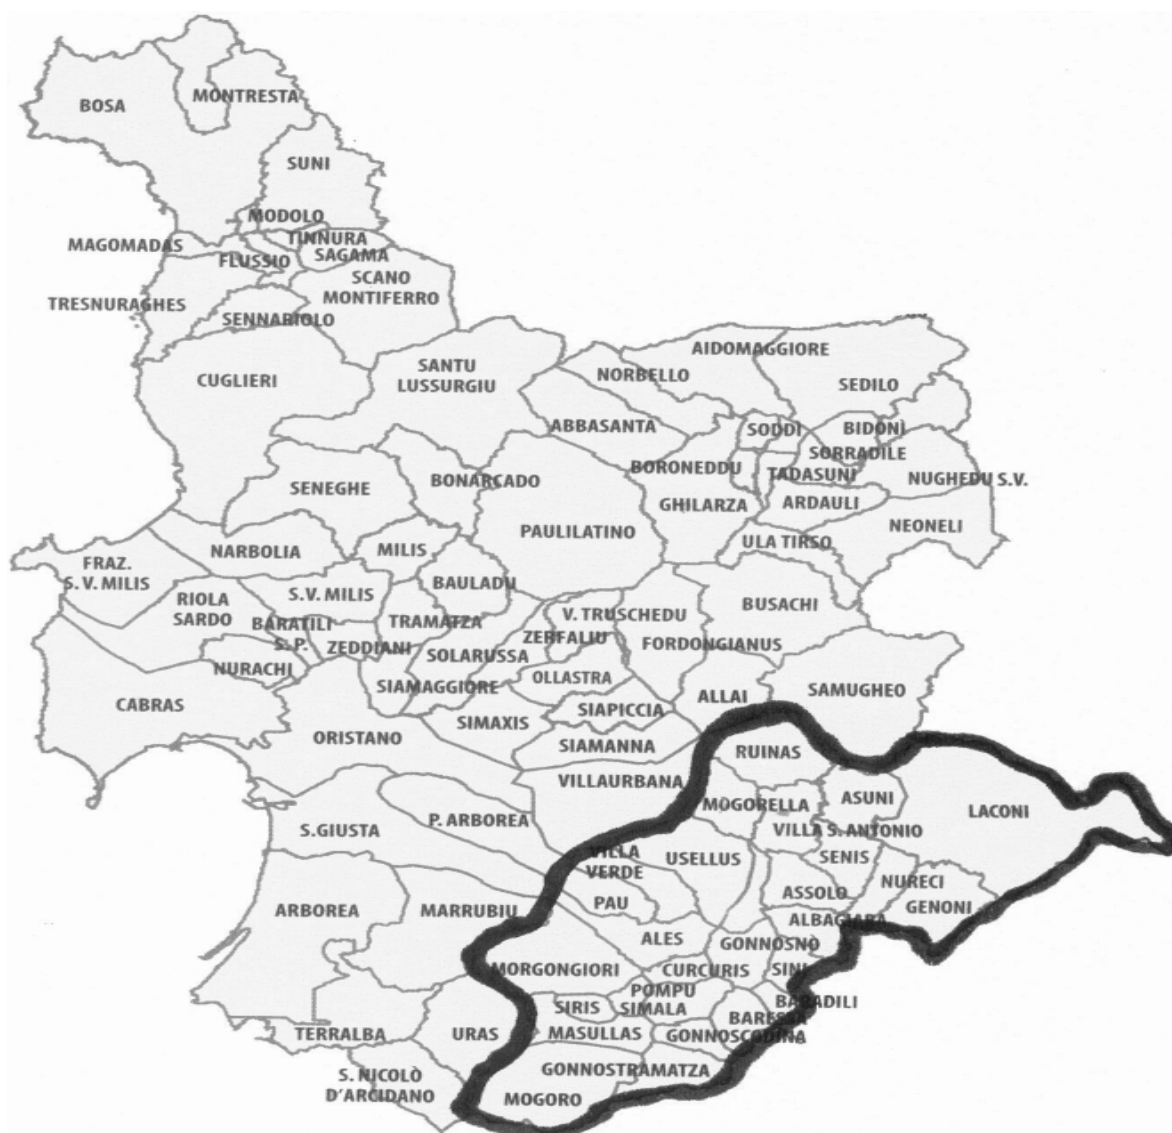 BOSA
MONTRESTA
SUNI
MODOLO
MAGOMADAS
TINNURA
FLUSSIO
SAGAMA
TRESNURAGHES
SCANO
MONTIFERRO
SENNARIOLO
CUGLIERI
SANTU
LUSSURGIU
AIDOMAGGIORE
NORBELLO
SEDILO
ABBASANTA
SODDI
BIDONI
SORRADILE
BORONEDDU
TADASUNI
NUGHEDU S.V.
SENEGHE
BONARCADO
GHILARZA
ARDAULI
PAULILATINO
NEONELI
ULA TIRSO
NARBOLIA
MILIS
FRAZ.
S. V. MILIS
BAULADU
S.V. MILIS
RIOLA
SARDO
BUSACHI
V. TRUSCHEDU
BARATILI
S. P.
TRAMATZA
ZERFALIU
FORDONGIANUS
ZEDDIANI
SOLARUSSA
NURACHI
OLLASTRA
SIAMAGGIORE
ALLAI
SAMUGHEO
CABRAS
SIAPICCIA
SIMAXIS
ORISTANO
SIAMANNA
RUINAS
VILLAURBANA
MOGORELLA
ASUNI
LACONI
P. ARBOREA
S.GIUSTA
VILLA S. ANTONIO
VILLA
VERDE
USELLUS
SENIS
NURECI
ASSOLO
PAU
GENONI
ARBOREA
MARRUBIU
ALBAGIARA
ALES
GONNOSNÒ
MORGONGIORI
CURCURIS
SINI
POMPU
BARADILI
SIRIS
SIMALA
BARESSA
TERRALBA
URAS
MASULLAS
GONNOSCODINA
GONNOSTRAMATZA
S. NICOLÒ
D'ARCIDANO
MOGORO